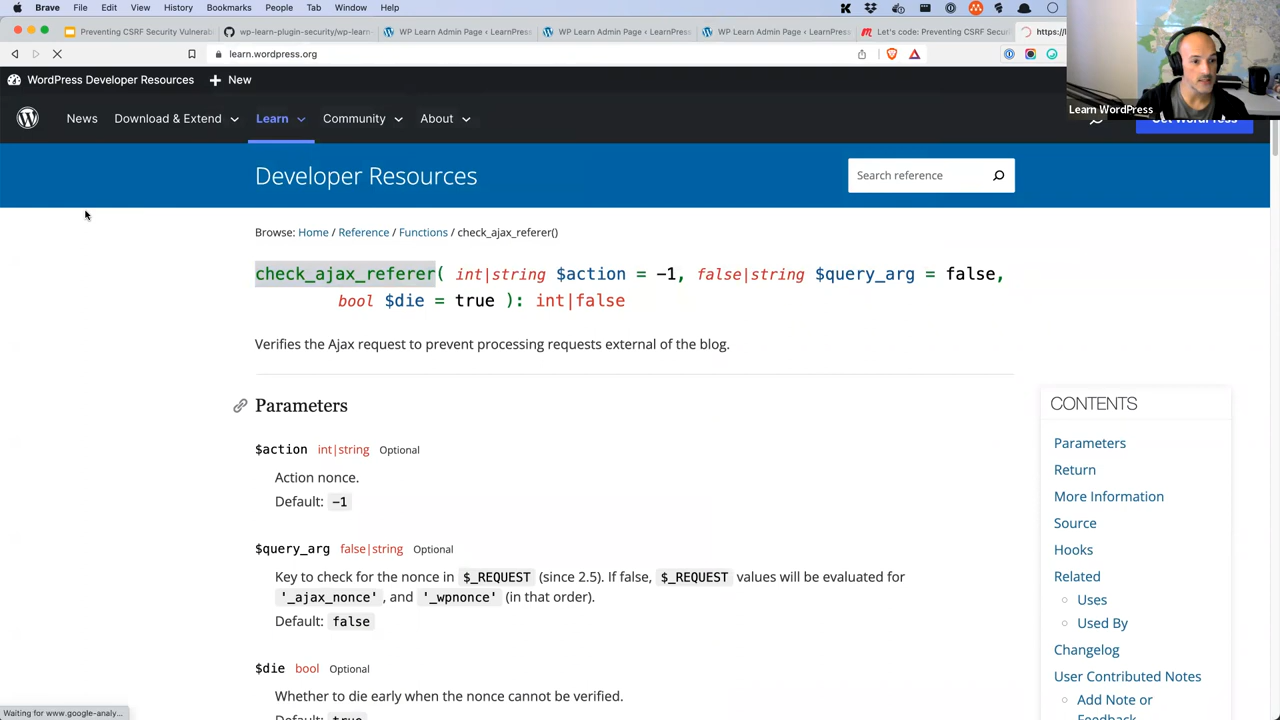 Brave File Edit View History Bookmarks People Tab Window Help
Preventing CSRF Security Vulnerab
wp-learn-plugin-security/wp-learn-
WP Learn Admin Page ‹ LearnPres
WP Learn Admin Page ‹ LearnPres
WP Learn Admin Page ‹ LearnPres
Let's code: Preventing CSRF Secu
https://l
learn.wordpress.org
WordPress Developer Resources New
Learn WordPress
News Download & Extend Learn Community About
Developer Resources
Search reference
Browse: Home / Reference / Functions / check_ajax_referer()
check_ajax_referer( int|string $action = -1, false|string $query_arg = false,
bool $die = true ): int|false
Verifies the Ajax request to prevent processing requests external of the blog.
Parameters
$action int|string Optional
Action nonce.
Default: -1
$query_arg false|string Optional
Key to check for the nonce in $_REQUEST (since 2.5). If false, $_REQUEST values will be evaluated for
'_ajax_nonce', and '_wpnonce' (in that order).
Default: false
$die bool Optional
Whether to die early when the nonce cannot be verified.
Default: true
CONTENTS
Parameters
Return
More Information
Source
Hooks
Related
Uses
Used By
Changelog
User Contributed Notes
Add Note or
Feedback
Waiting for www.google-analy...